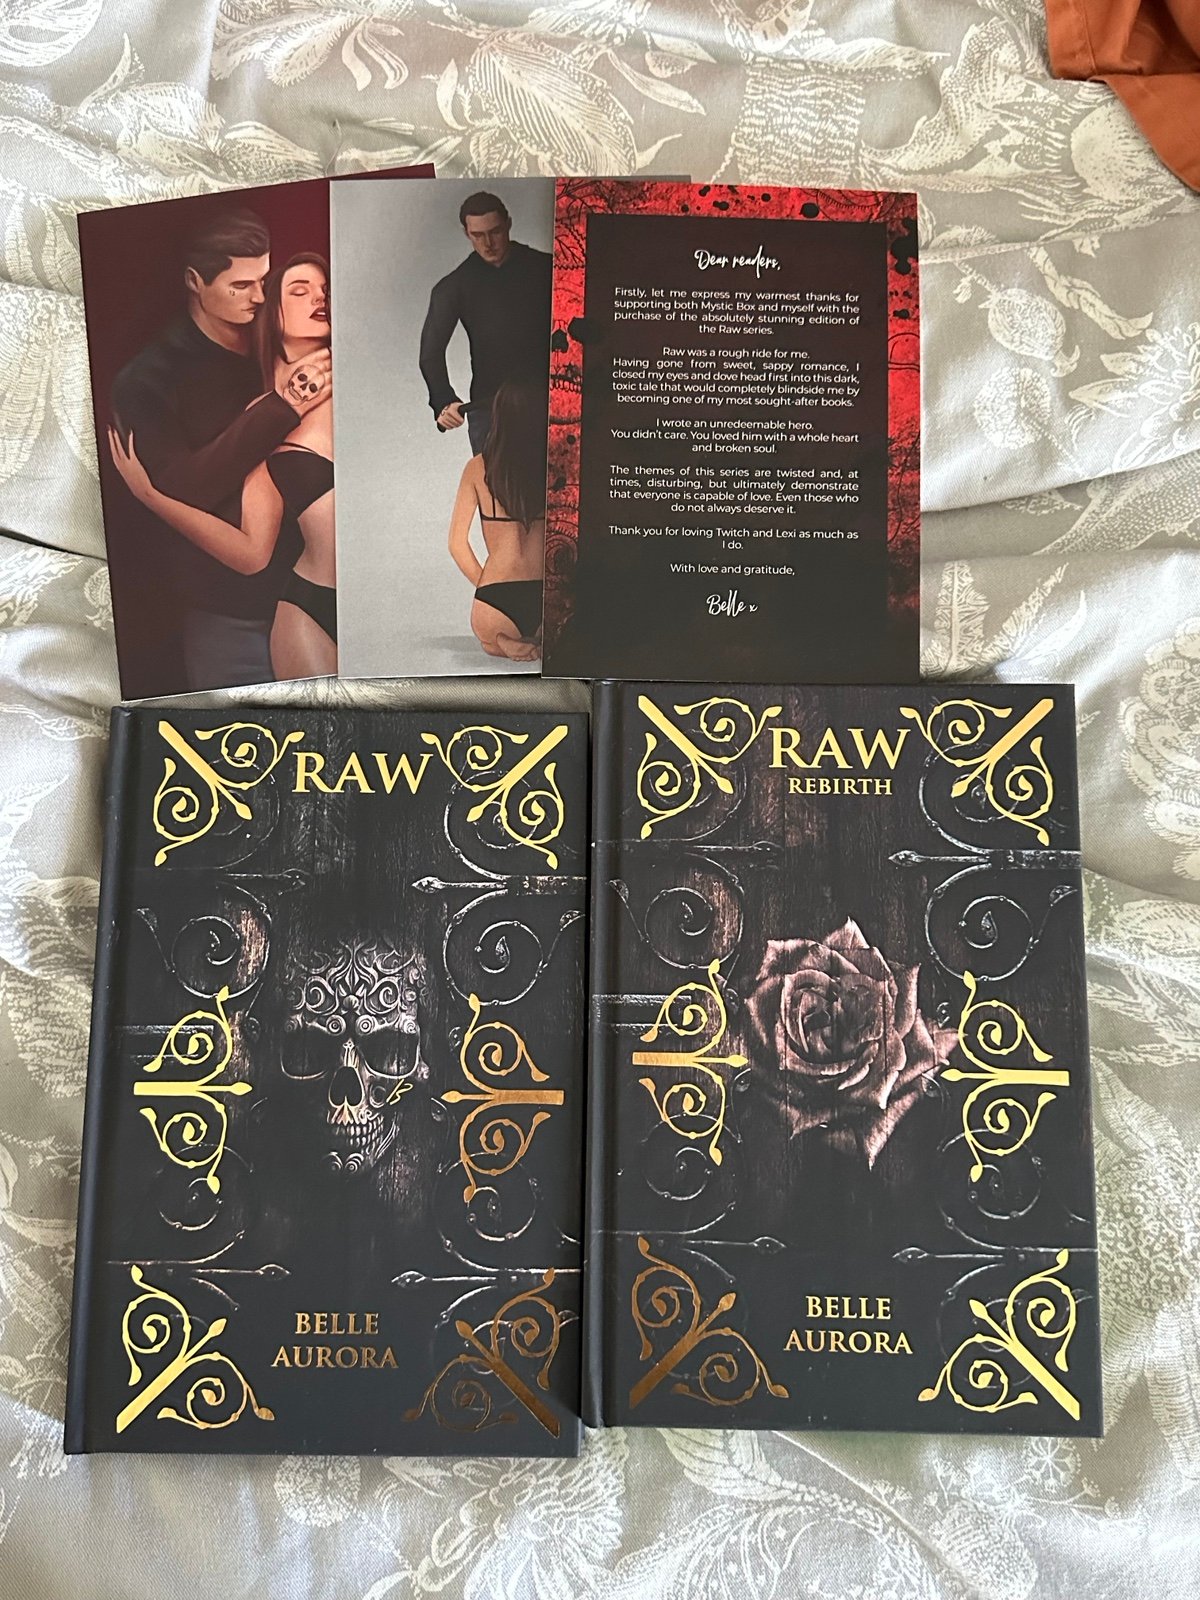 Dear readers,
Firstly, let me express my warmest thanks for
supporting both Mystic Box and myself with the
purchase of the absolutely stunning edition of
the Raw series.
Raw was a rough ride for me.
Having gone from sweet, sappy romance, I
closed my eyes and dove head first into this dark,
toxic tale that would completely blindside me by
becoming one of my most sought-after books.
I wrote an unredeemable hero.
You didn't care. You loved him with a whole heart
and broken soul.
The themes of this series are twisted and, at
times, disturbing, but ultimately demonstrate
that everyone is capable of love. Even those who
do not always deserve it.
Thank you for loving Twitch and Lexi as much as
I do.
With love and gratitude,
Belle x
RAW
BELLE
AURORA
RAW
REBIRTH
BELLE
AURORA